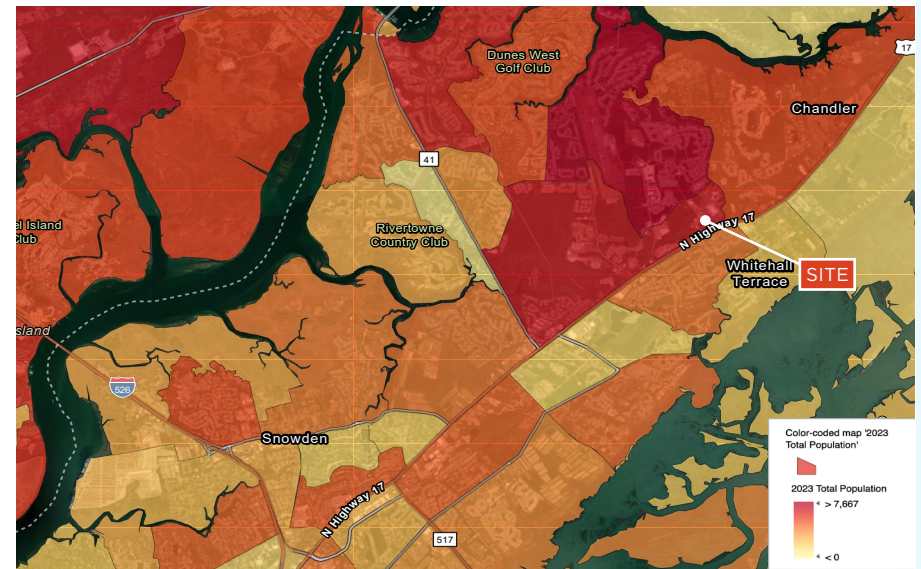 Dunes West
Golf Club
17
Chandler
41
el Island
Club
Rivertowne
Country Club
N Highway 17
Whitehall
Terrace
SITE
sland
526
Snowden
N Highway 17
517
Color-coded map '2023
Total Population'
2023 Total Population
> 7,667
< 0